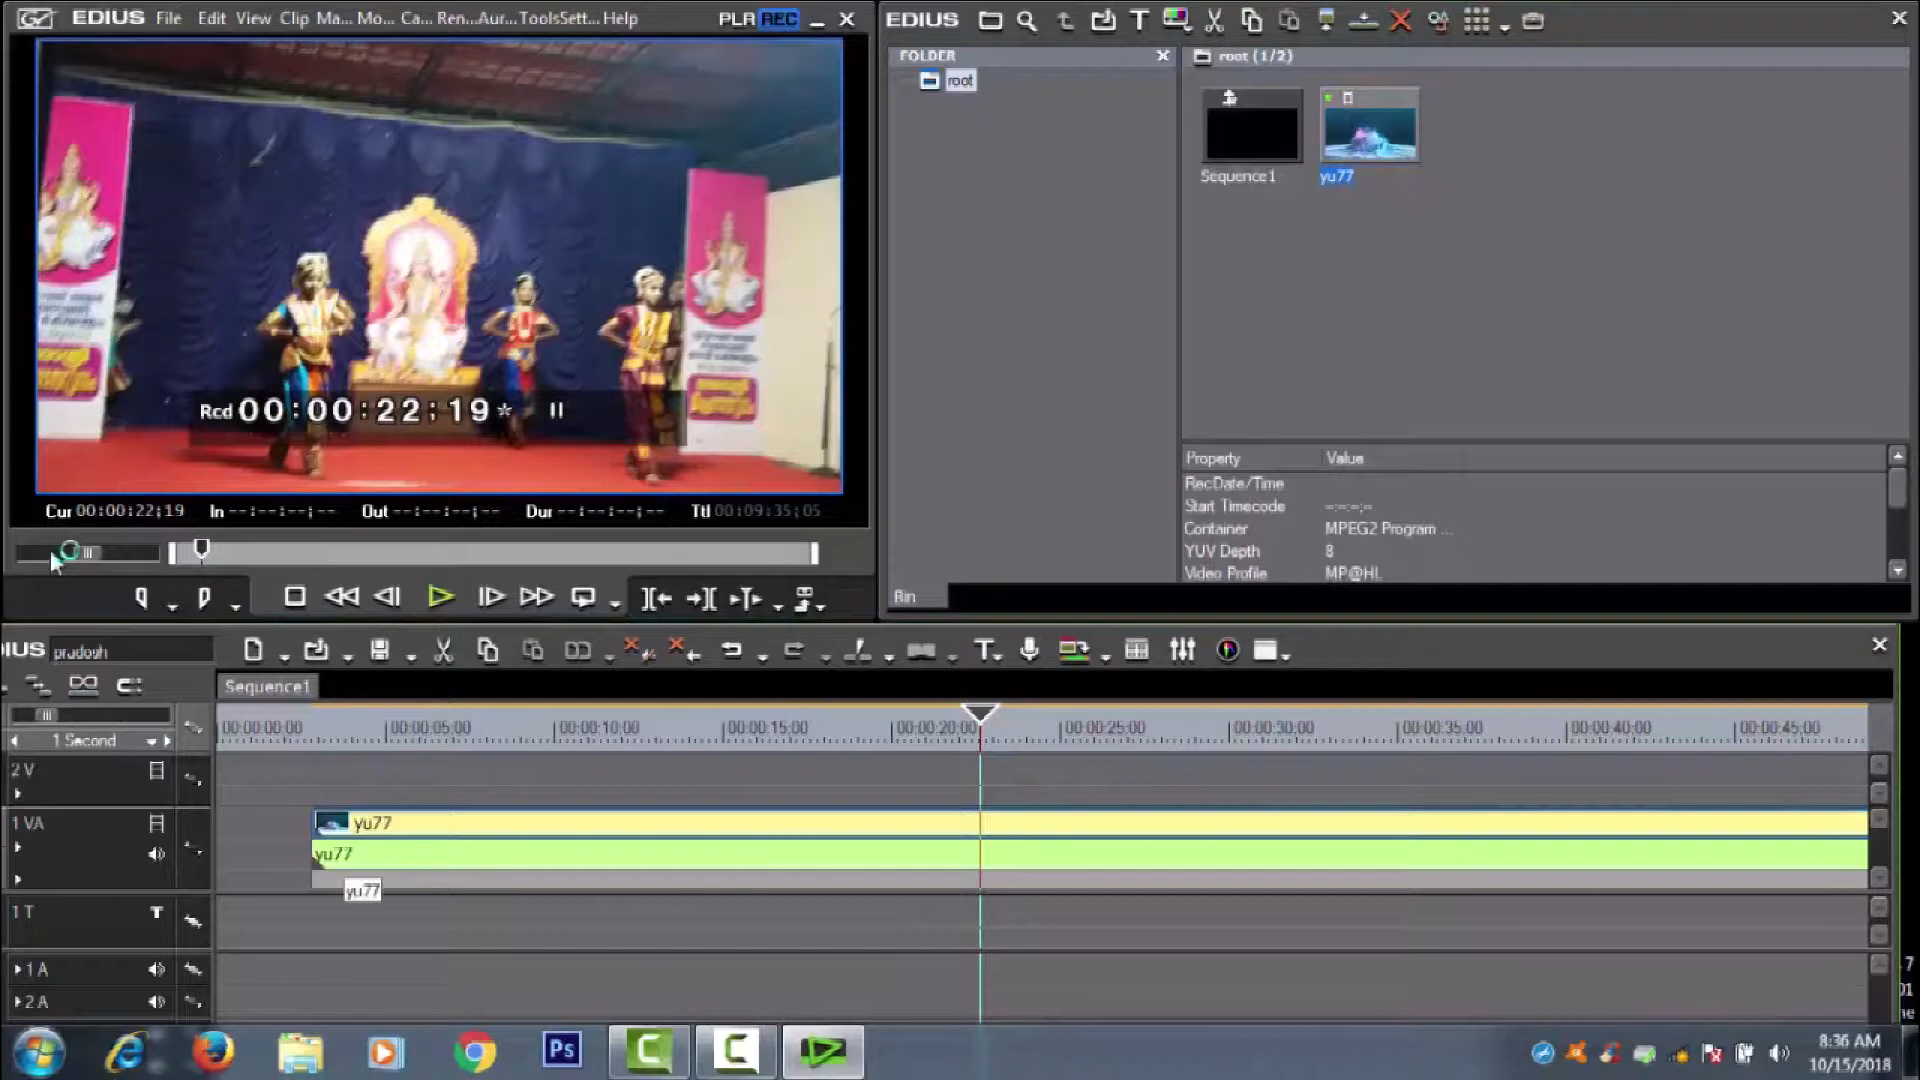 EDIUS File Edit View Clip Ma... Mo... Ca... Ren... Aur... Tools Sett... Help PLR REC
Rcd 00:00:22;19* II
Cur 00:00:22;19 In --:--:--;-- Out --:--:--;-- Dur --:--:--;-- Ttl 00:09:35;05
EDIUS
FOLDER
root
root (1/2)
Sequence1
yu77
Property Value
RecDate/Time
Start Timecode --:--:--;--
Container MPEG2 Program ...
YUV Depth 8
Video Profile MP@HL
Bin
DIUS pradosh
Sequence1
1 Second
00:00:00;00 00:00:05;00 00:00:10;00 00:00:15;00 00:00:20;00 00:00:25;00 00:00:30;00 00:00:35;00 00:00:40;00 00:00:45;00
2 V
1 VA
yu77
yu77
yu77
1 T T
1 A
2 A
Ps
8:36 AM
10/15/2018